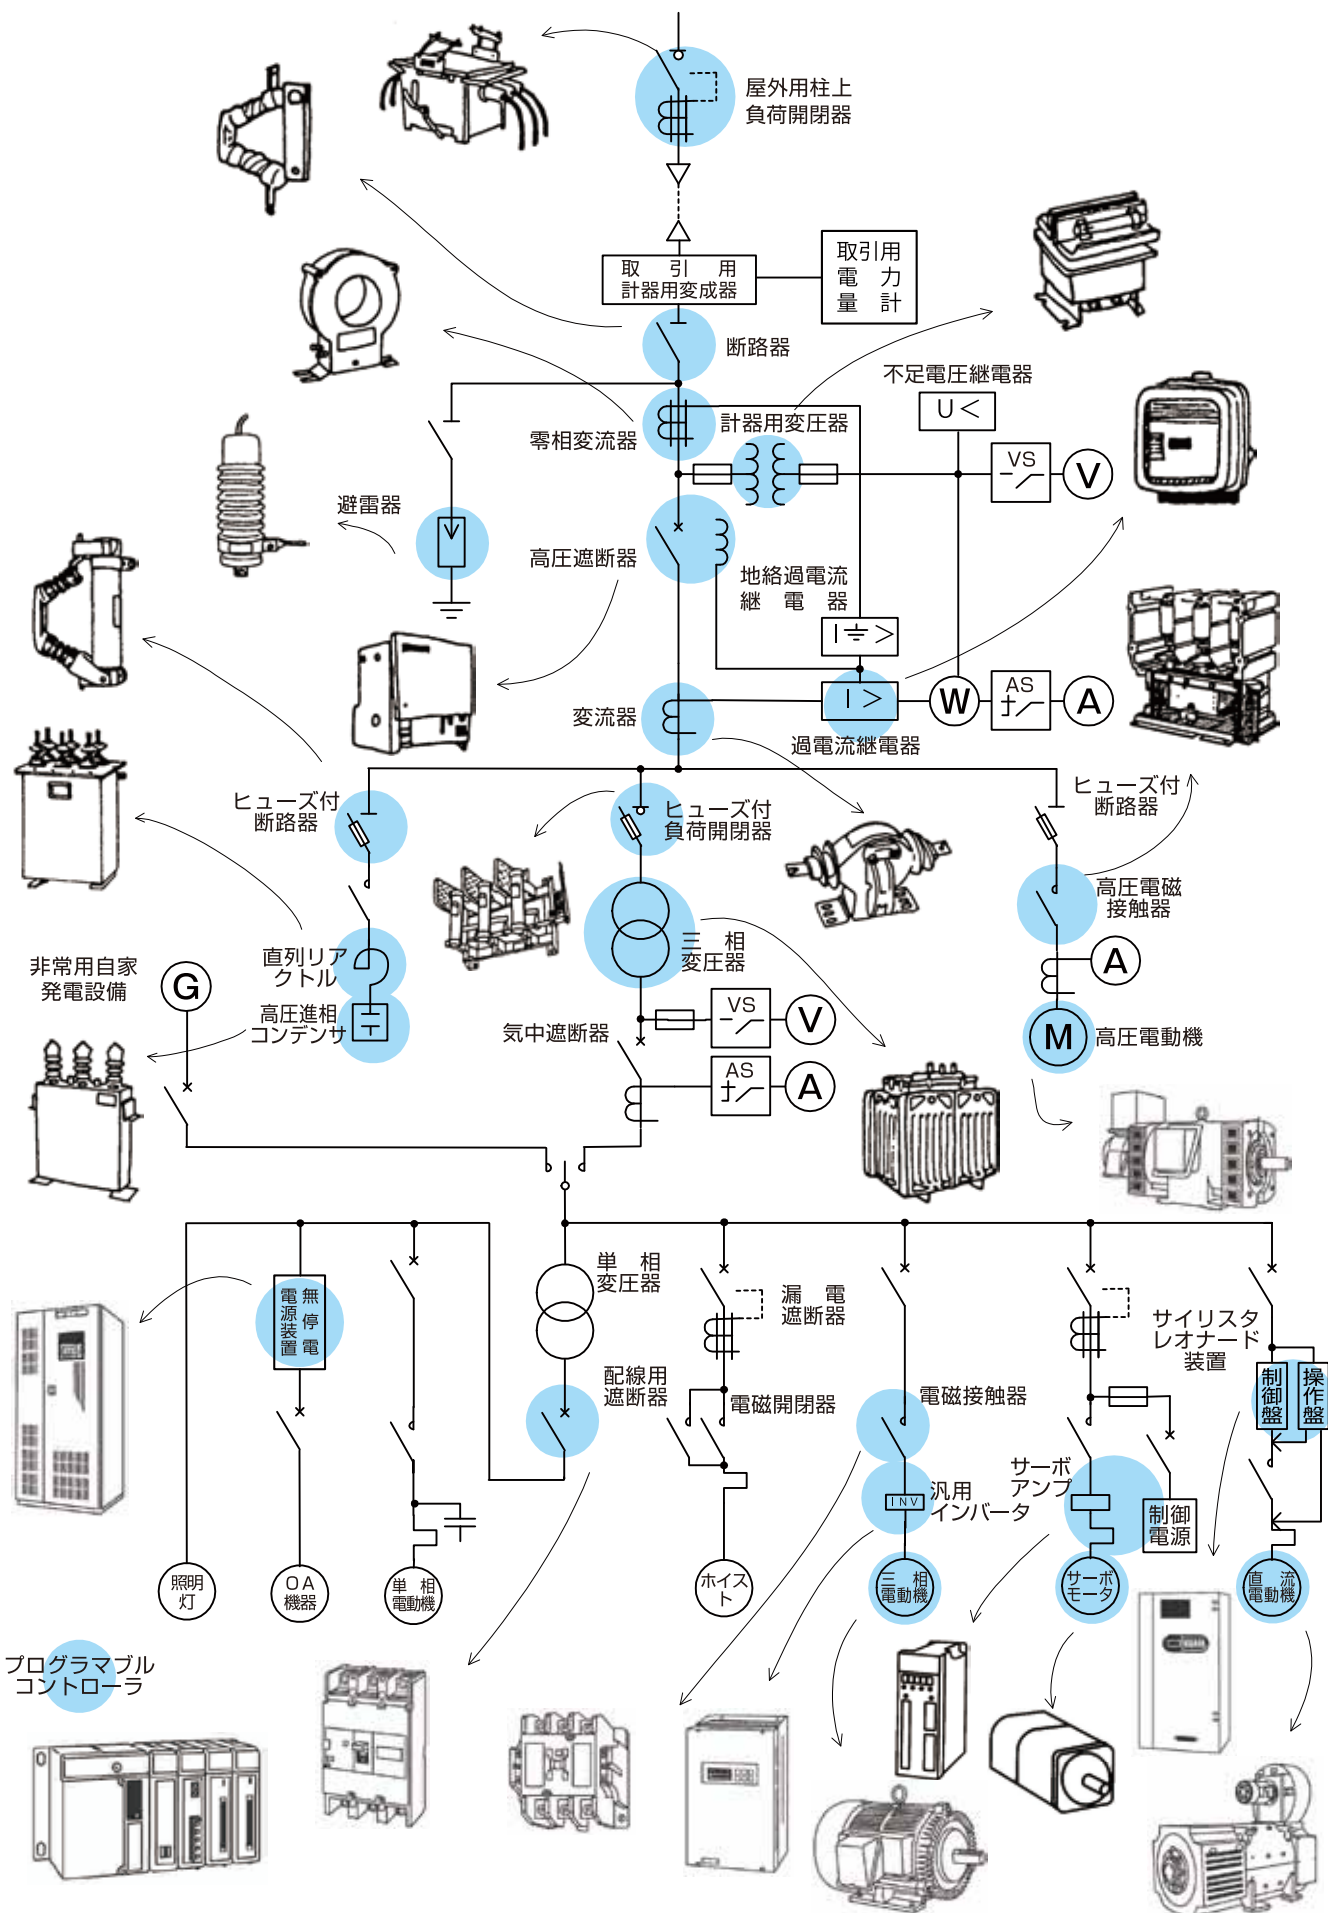 屋外用柱上
負荷開閉器
取引用
計器用変成器
取引用
電力
量計
断路器
不足電圧継電器
U<
零相変流器
計器用変圧器
VS
V
避雷器
高圧遮断器
地絡過電流
継電器
I⏚>
変流器
I>
W
AS
A
過電流継電器
ヒューズ付
断路器
ヒューズ付
負荷開閉器
ヒューズ付
断路器
高圧電磁
接触器
三相
変圧器
直列リア
クトル
非常用自家
発電設備
G
高圧進相
コンデンサ
A
気中遮断器
VS
V
M
高圧電動機
AS
A
単相
変圧器
漏電
遮断器
無停電
電源装置
サイリスタ
レオナード
装置
制御盤
操作盤
配線用
遮断器
電磁開閉器
電磁接触器
サーボ
アンプ
INV
汎用
インバータ
制御
電源
照明
灯
OA
機器
単相
電動機
ホイス
ト
三相
電動機
サーボ
モータ
直流
電動機
プログラマブル
コントローラ